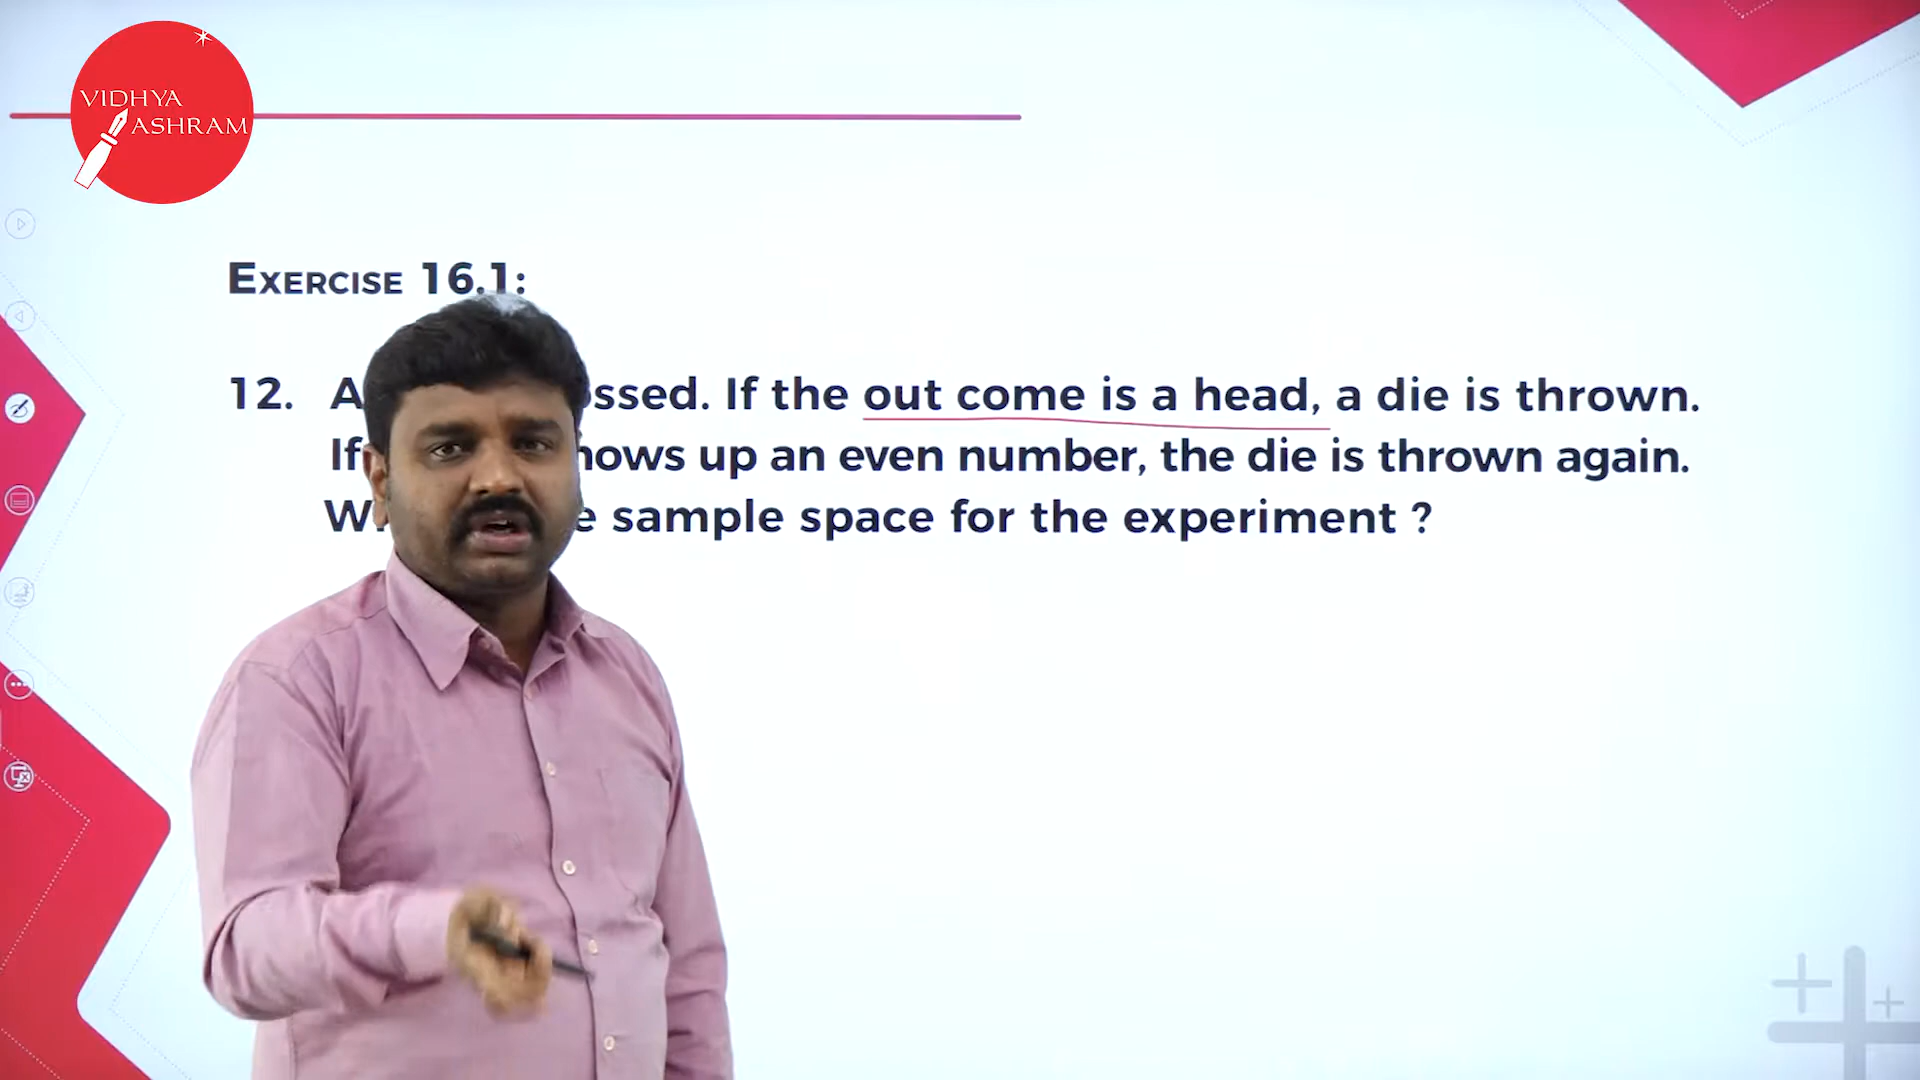 VIDHYA
ASHRAM
EXERCISE 16.1:
12. A ossed. If the out come is a head, a die is thrown.
If hows up an even number, the die is thrown again.
W e sample space for the experiment ?